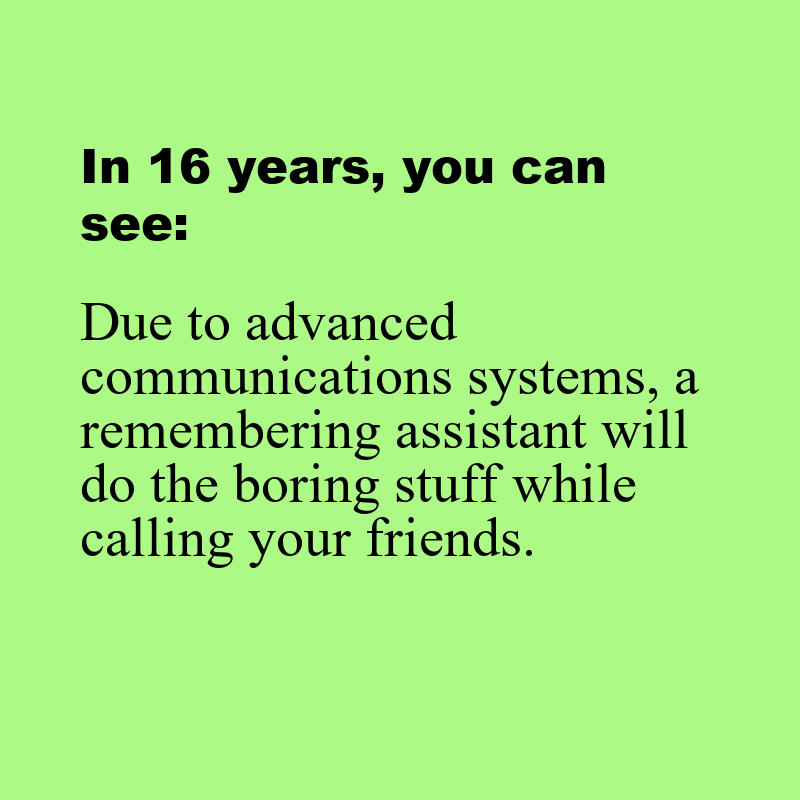 In 16 years, you can
see:
Due to advanced
communications systems, a
remembering assistant will
do the boring stuff while
calling your friends.